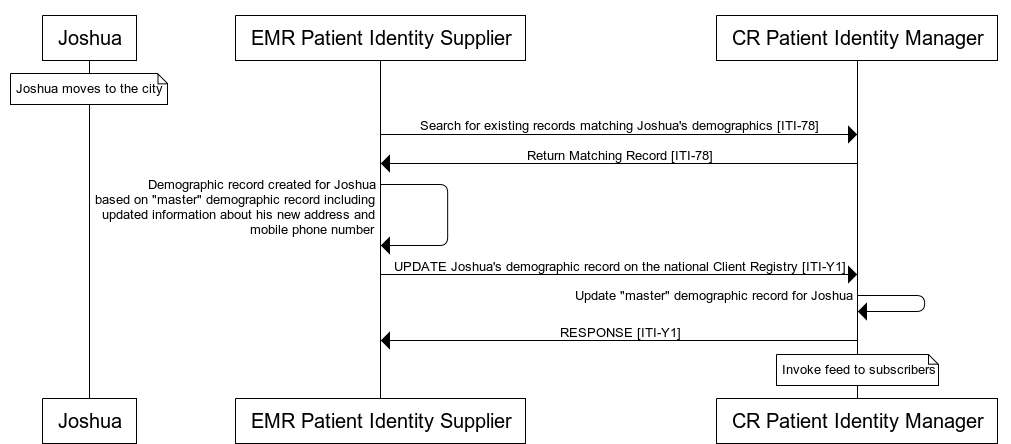 Joshua
EMR Patient Identity Supplier
CR Patient Identity Manager
Joshua moves to the city
Search for existing records matching Joshua's demographics [ITI-78]
Return Matching Record [ITI-78]
Demographic record created for Joshua
based on "master" demographic record including
updated information about his new address and
mobile phone number
UPDATE Joshua's demographic record on the national Client Registry [ITI-Y1]
Update "master" demographic record for Joshua
RESPONSE [ITI-Y1]
Invoke feed to subscribers
Joshua
EMR Patient Identity Supplier
CR Patient Identity Manager